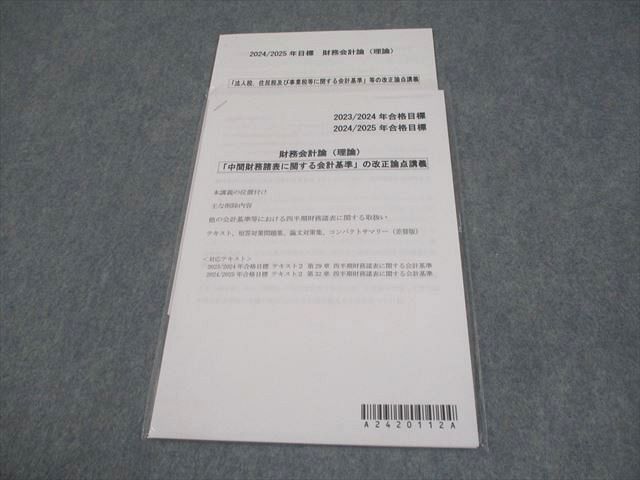 2024/2025 年目標 財務会計論（理論）
「法人税、住民税及び事業税等に関する会計基準」等の改正論点講義
2023/2024 年合格目標
2024/2025 年合格目標
財務会計論（理論）
「中間財務諸表に関する会計基準」の改正論点講義
本講義の位置付け
主な削除内容
他の会計基準等における四半期財務諸表に関する取扱い
テキスト、短答対策問題集、論文対策集、コンパクトサマリー（差替版）
＜対応テキスト＞
2023/2024 年合格目標 テキスト2 第 29 章 四半期財務諸表に関する会計基準
2024/2025 年合格目標 テキスト2 第 32 章 四半期財務諸表に関する会計基準
A2420112A